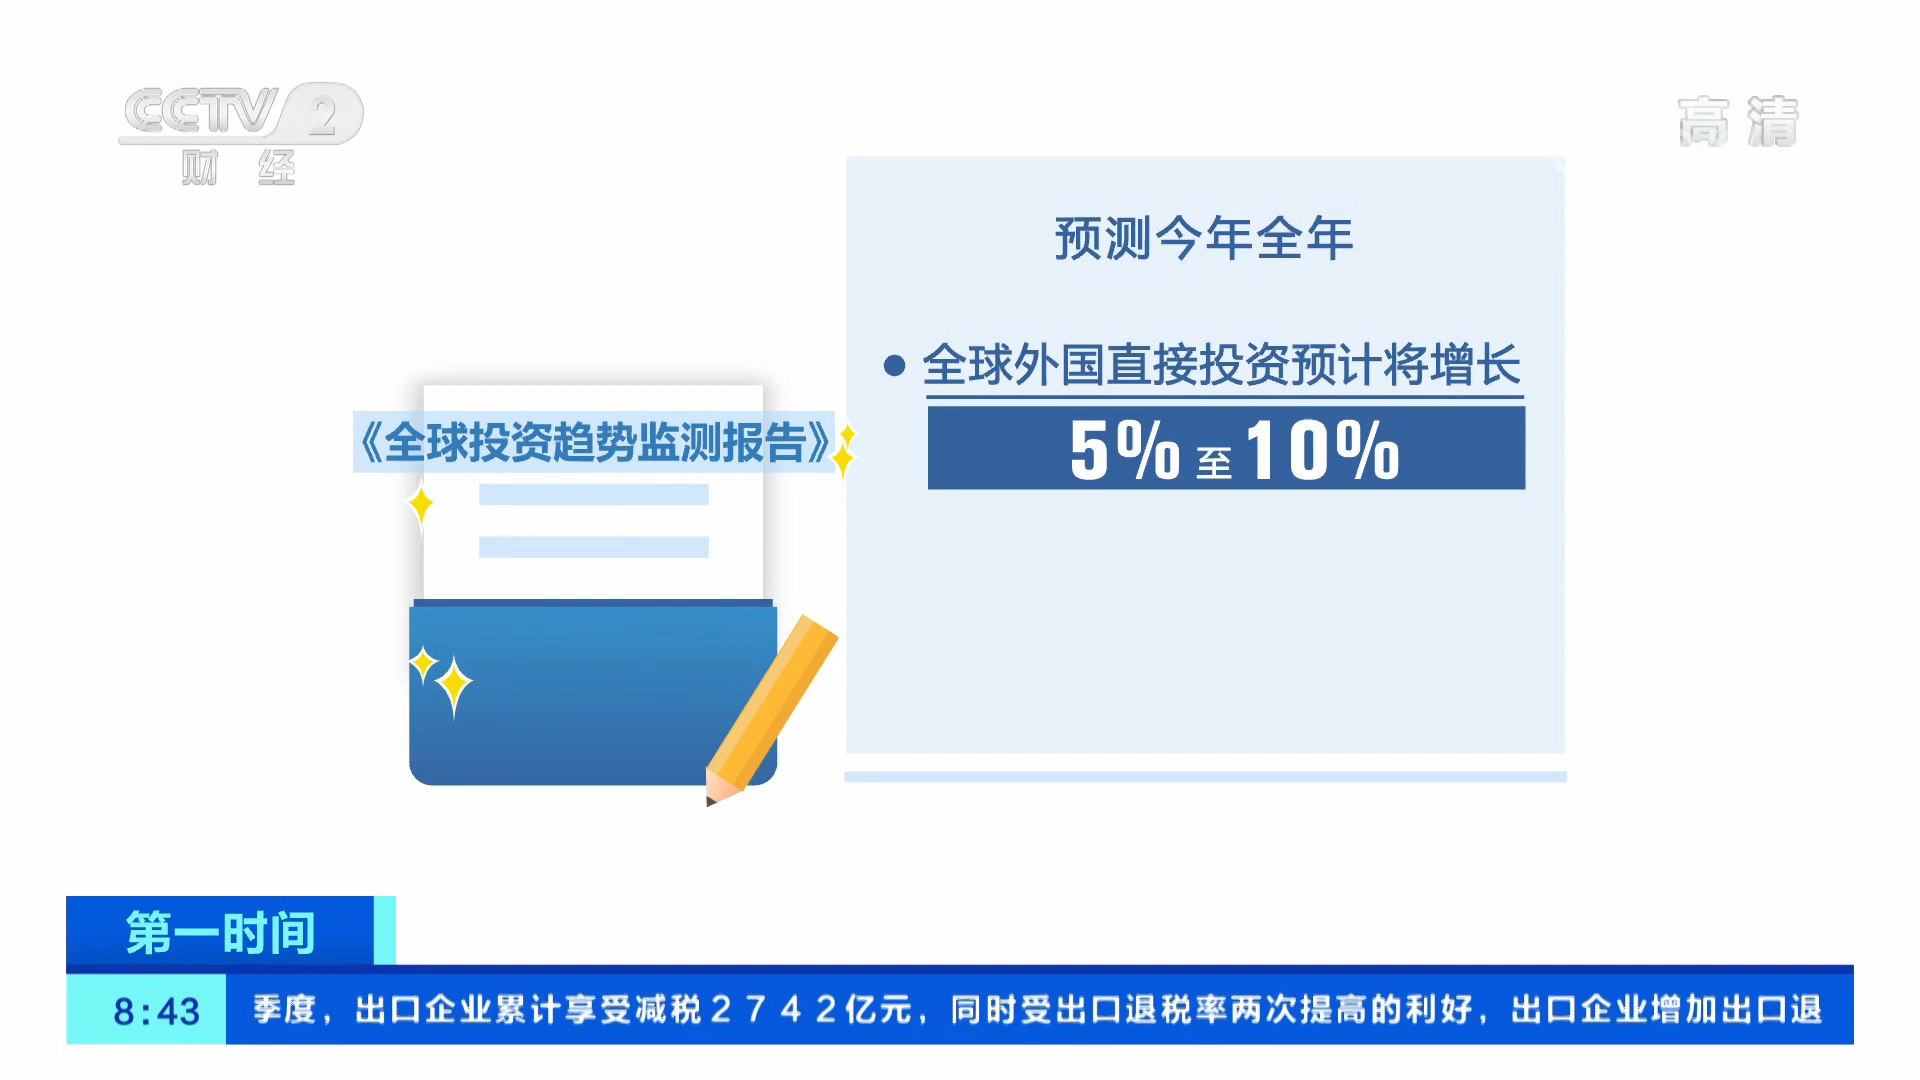 CCTV 2
财 经
高 清
预测今年全年
● 全球外国直接投资预计将增长
5% 至 10%
《全球投资趋势监测报告》
第一时间
8:43
季度，出口企业累计享受减税２７４２亿元，同时受出口退税率两次提高的利好，出口企业增加出口退